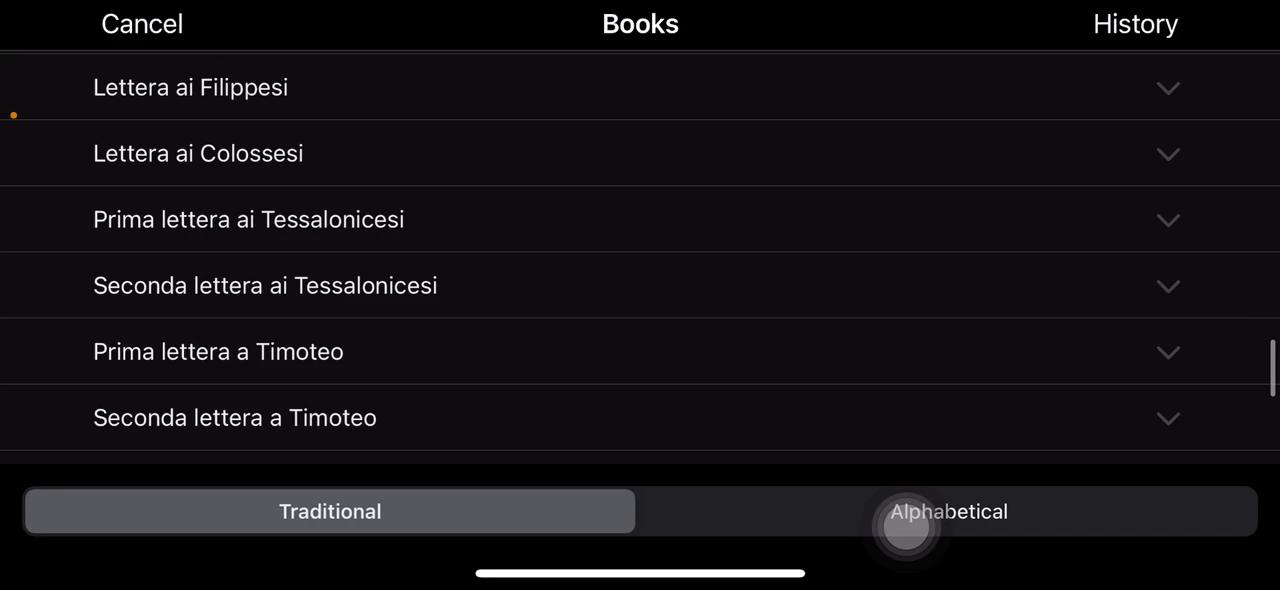 Cancel Books History
Lettera ai Filippesi
Lettera ai Colossesi
Prima lettera ai Tessalonicesi
Seconda lettera ai Tessalonicesi
Prima lettera a Timoteo
Seconda lettera a Timoteo
Traditional Alphabetical